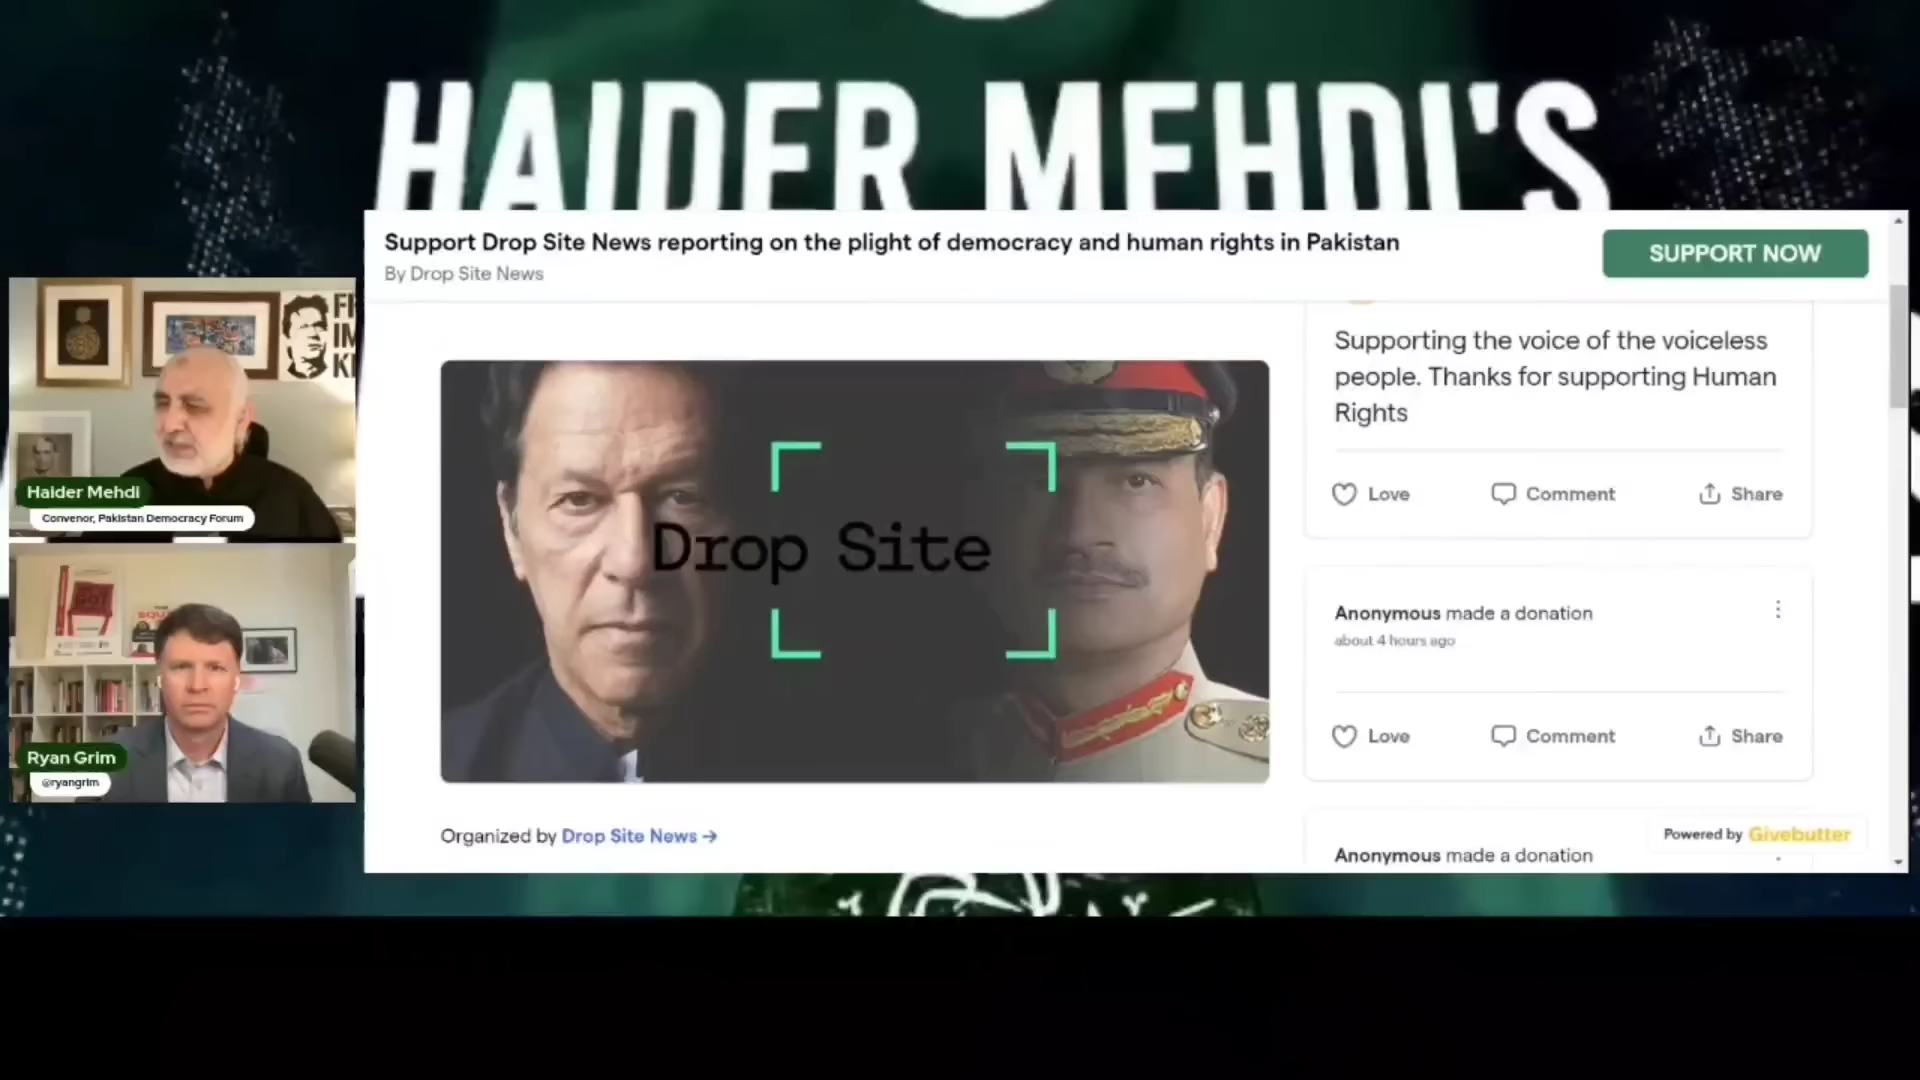 HAIDER MEHDI'S
Support Drop Site News reporting on the plight of democracy and human rights in Pakistan
By Drop Site News
SUPPORT NOW
Haider Mehdi
Convenor, Pakistan Democracy Forum
Ryan Grim
@ryangrim
Drop Site
Organized by Drop Site News →
Supporting the voice of the voiceless
people. Thanks for supporting Human
Rights
Love Comment Share
Anonymous made a donation
about 4 hours ago
Love Comment Share
Anonymous made a donation
Powered by Givebutter